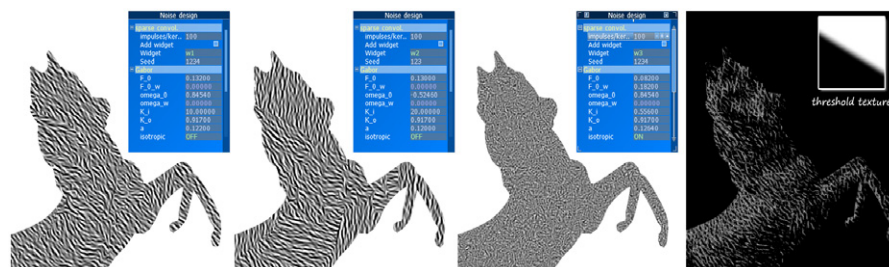 Noise design
sparse convol.
impulses/ker.. 100
Add widget
Widget w1
Seed 1234
Gabor
F_0 0.13200
F_0_w 0.00000
omega_0 0.84540
omega_w 0.00000
K_i 10.00000
K_o 0.91700
a 0.12200
isotropic OFF
Noise design
sparse convol.
impulses/ker.. 100
Add widget
Widget w2
Seed 123
Gabor
F_0 0.13800
F_0_w 0.00000
omega_0 -0.52460
omega_w 0.00000
K_i 20.00000
K_o 0.91700
a 0.12000
isotropic OFF
Noise design
sparse convol.
impulses/ker.. 100
Add widget
Widget w3
Seed 1234
Gabor
F_0 0.08200
F_0_w 0.18200
omega_0 0.84540
omega_w 0.00000
K_i 0.55600
K_o 0.91700
a 0.12640
isotropic ON
threshold texture